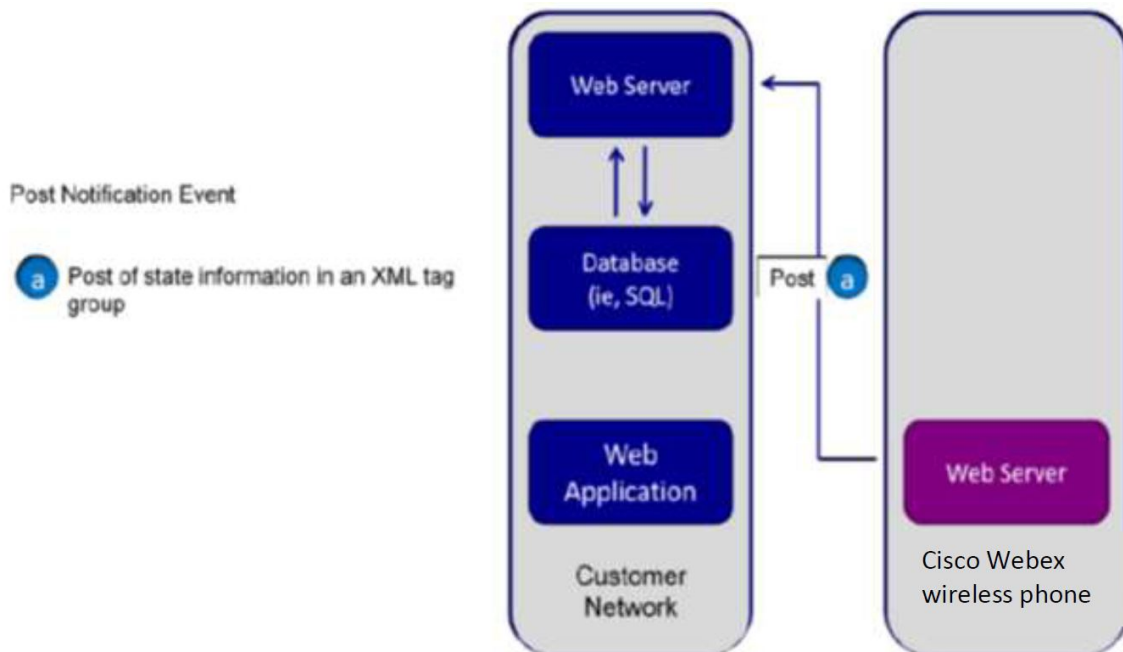 Post Notification Event
a Post of state information in an XML tag
group
Web Server
Database
(ie, SQL)
Web
Application
Customer
Network
Post a
Web Server
Cisco Webex
wireless phone